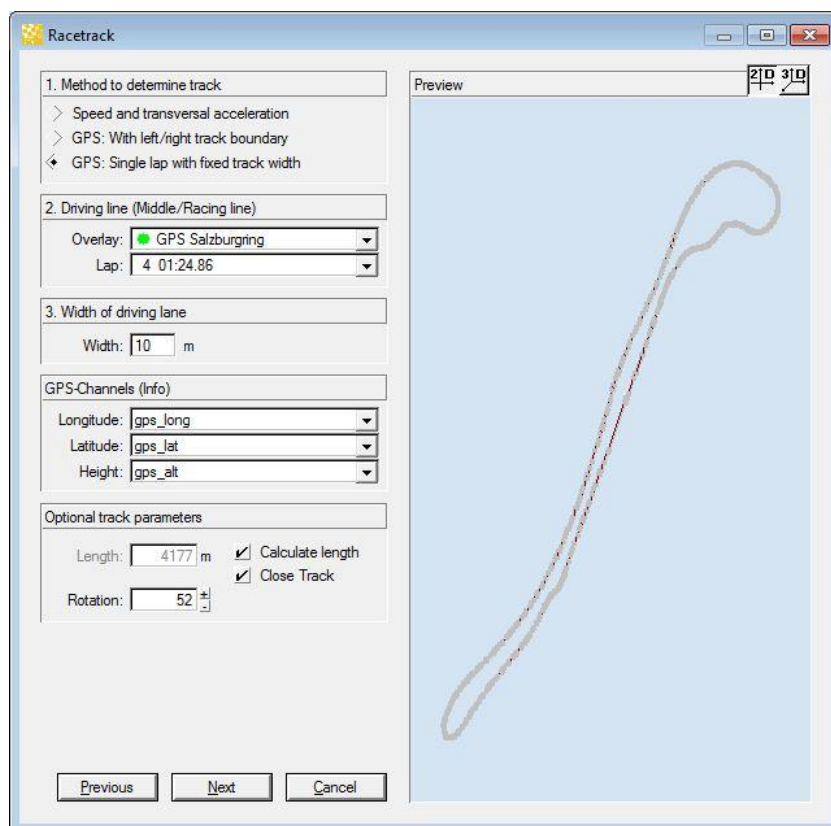 Racetrack
1. Method to determine track
Speed and transversal acceleration
GPS: With left/right track boundary
GPS: Single lap with fixed track width
2. Driving line (Middle/Racing line)
Overlay: GPS Salzburgring
Lap: 4 01:24.86
3. Width of driving lane
Width: 10 m
GPS-Channels (Info)
Longitude: gps_long
Latitude: gps_lat
Height: gps_alt
Optional track parameters
Length: 4177 m Calculate length
Close Track
Rotation: 52 + -
Previous Next Cancel
Preview 2D 3D